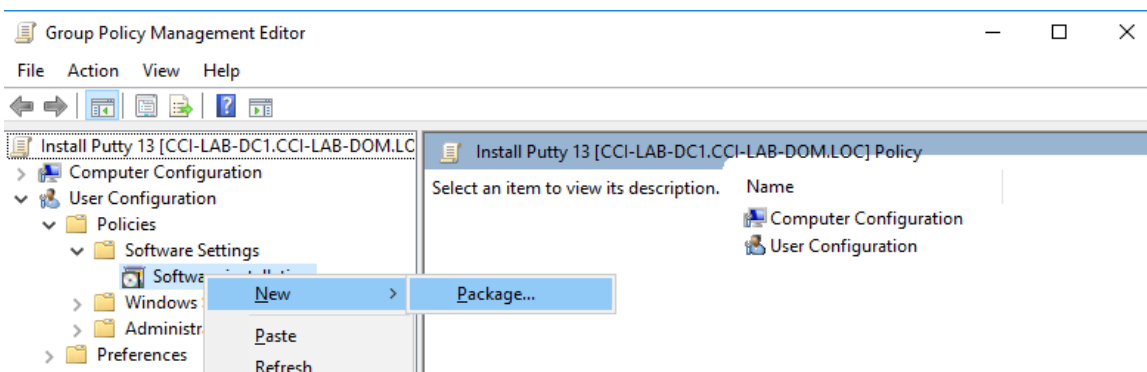 Group Policy Management Editor
File Action View Help
Install Putty 13 [CCI-LAB-DC1.CCI-LAB-DOM.LO
Computer Configuration
User Configuration
Policies
Software Settings
Windows
Preferences
New
Paste
Refresh
Package...
Install Putty 13 [CCI-LAB-DC1.CCI-LAB-DOM.LOC] Policy
Select an item to view its description.
Name
Computer Configuration
User Configuration